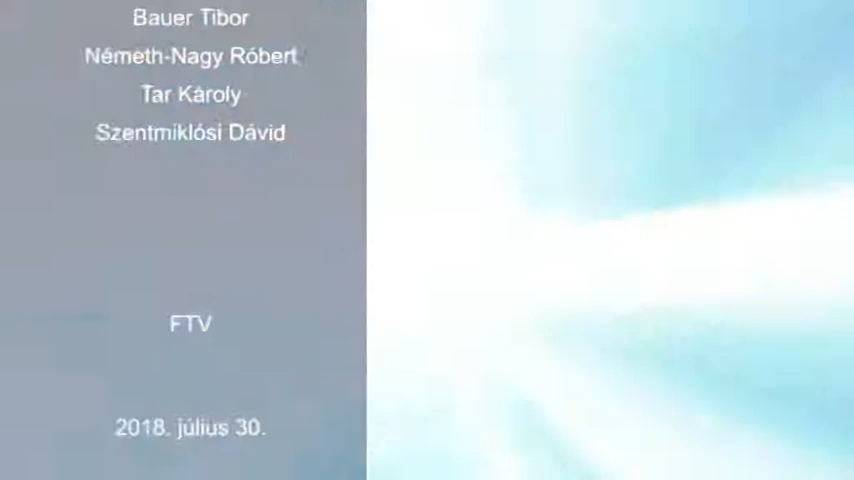 Bauer Tibor
Németh-Nagy Róbert
Tar Károly
Szentmiklósi Dávid
FTV
2018. július 30.